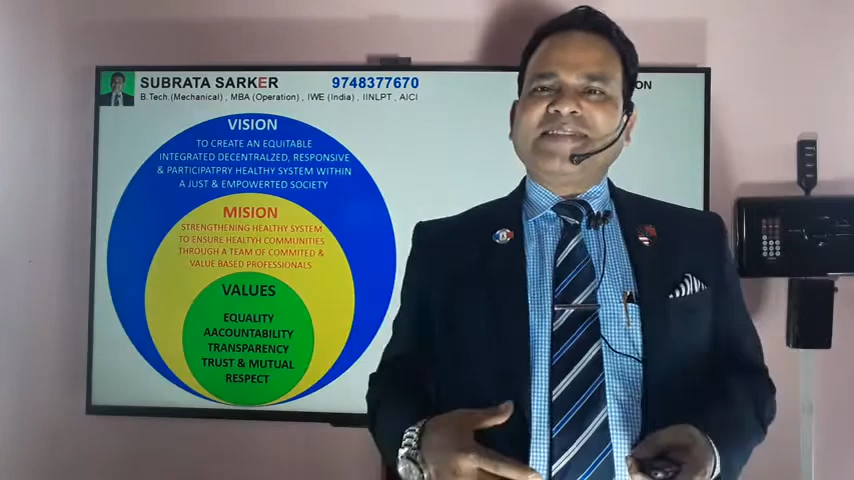 SUBRATA SARKER
9748377670
B.Tech.(Mechanical), MBA (Operation), IWE (India), IINLPT, AICI
ON
VISION
TO CREATE AN EQUITABLE
INTEGRATED DECENTRALZED, RESPONSIVE
& PARTICIPATPRY HEALTHY SYSTEM WITHIN
A JUST & EMPOWERTED SOCIETY.
MISION
STRENGTHENING HEALTHY SYSTEM
TO ENSURE HEALYH COMMUNITIES
THROUGH A TEAM OF COMMITED &
VALUE BASED PROFESSIONALS
VALUES
EQUALITY
AACOUNTABILITY
TRANSPARENCY
TRUST & MUTUAL
RESPECT